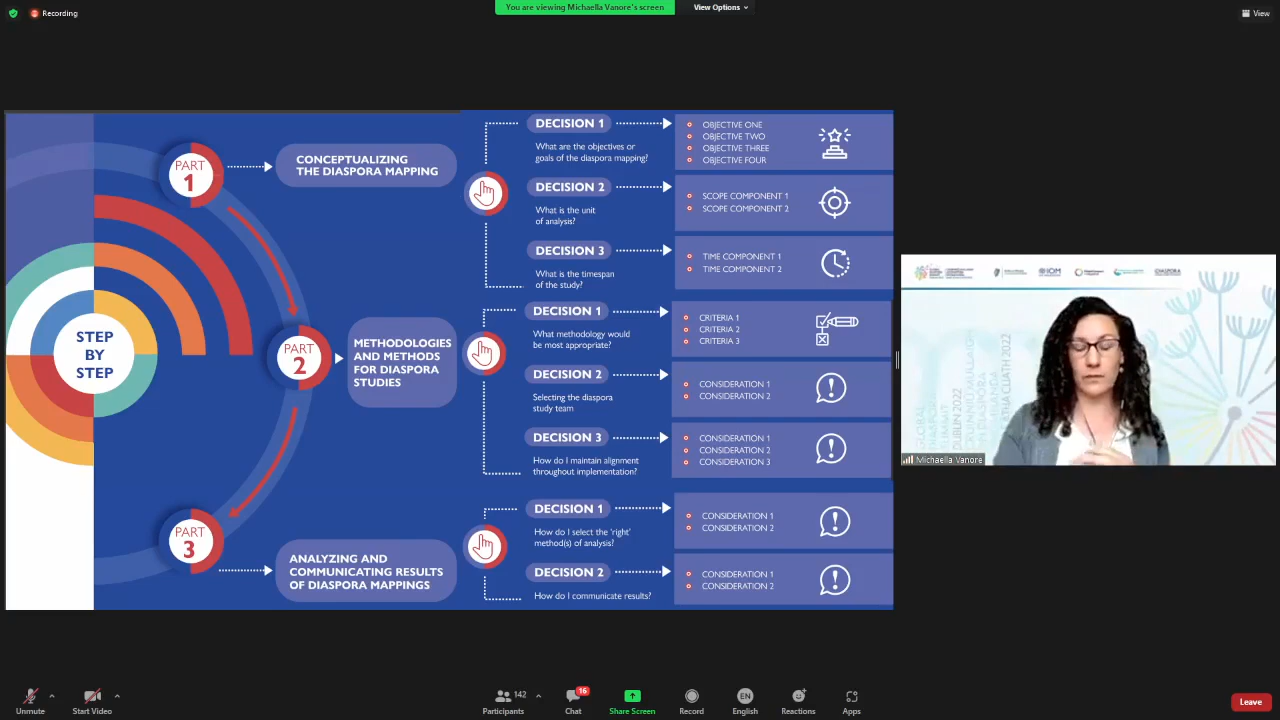 Recording
You are viewing Michaella Vanore's screen
View Options
View
STEP
BY
STEP
PART
1
CONCEPTUALIZING
THE DIASPORA MAPPING
DECISION 1
What are the objectives or
goals of the diaspora mapping?
OBJECTIVE ONE
OBJECTIVE TWO
OBJECTIVE THREE
OBJECTIVE FOUR
DECISION 2
What is the unit
of analysis?
SCOPE COMPONENT 1
SCOPE COMPONENT 2
DECISION 3
What is the timespan
of the study?
TIME COMPONENT 1
TIME COMPONENT 2
PART
2
METHODOLOGIES
AND METHODS
FOR DIASPORA
STUDIES
DECISION 1
What methodology would
be most appropriate?
CRITERIA 1
CRITERIA 2
CRITERIA 3
DECISION 2
Selecting the diaspora
study team
CONSIDERATION 1
CONSIDERATION 2
DECISION 3
How do I maintain alignment
throughout implementation?
CONSIDERATION 1
CONSIDERATION 2
CONSIDERATION 3
PART
3
ANALYZING AND
COMMUNICATING RESULTS
OF DIASPORA MAPPINGS
DECISION 1
How do I select the 'right'
method(s) of analysis?
CONSIDERATION 1
CONSIDERATION 2
DECISION 2
How do I communicate results?
CONSIDERATION 1
CONSIDERATION 2
IOM
DUBLIN 2022
Michaella Vanore
Unmute
Start Video
142
Participants
16
Chat
Share Screen
Record
EN
English
Reactions
Apps
Leave